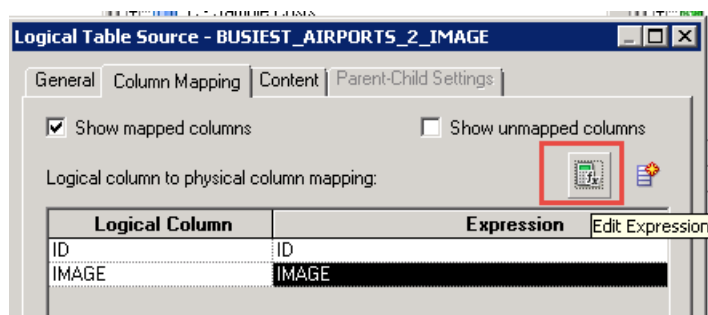 Logical Table Source - BUSIEST_AIRPORTS_2_IMAGE
General Column Mapping Content Parent-Child Settings
Show mapped columns Show unmapped columns
Logical column to physical column mapping:
Logical Column Expression Edit Expression
ID ID
IMAGE IMAGE